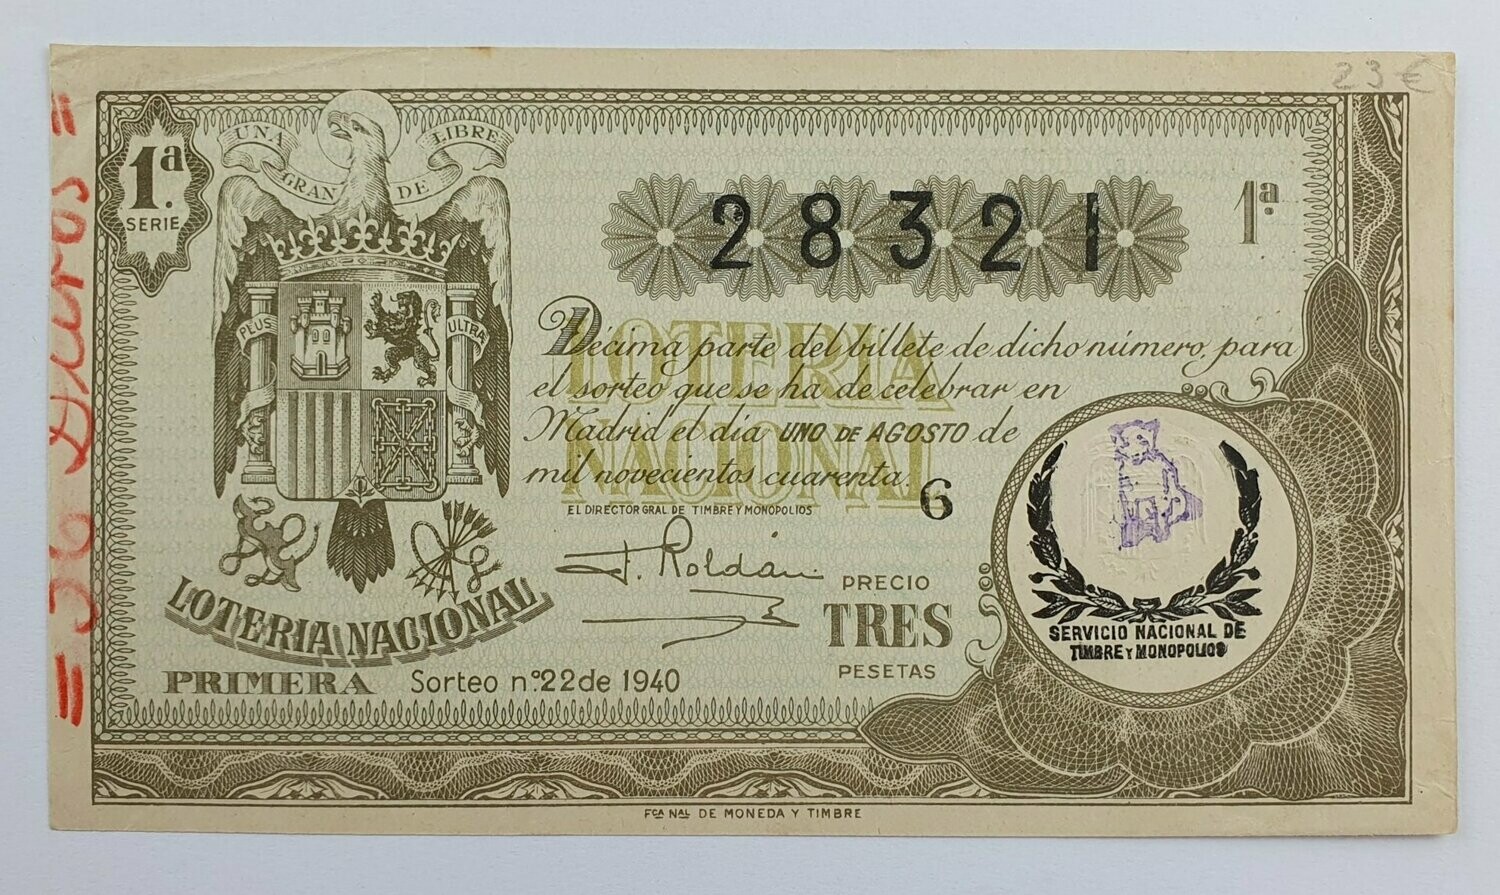 23 €
= 36 Duros =
1ª.
SERIE
UNA
GRANDE
LIBRE
28321
1ª
PLUS
ULTRA
LOTERIA
NACIONAL
Décima parte del billete de dicho número, para
el sorteo que se ha de celebrar en
Madrid el día UNO DE AGOSTO de
mil novecientos cuarenta.
6
EL DIRECTOR GRAL DE TIMBRE Y MONOPOLIOS
J. Roldán
PRECIO
TRES
PESETAS
SERVICIO NACIONAL DE
TIMBRE Y MONOPOLIOS
LOTERIA NACIONAL
PRIMERA Sorteo nº 22 de 1940
FCA NAL DE MONEDA Y TIMBRE